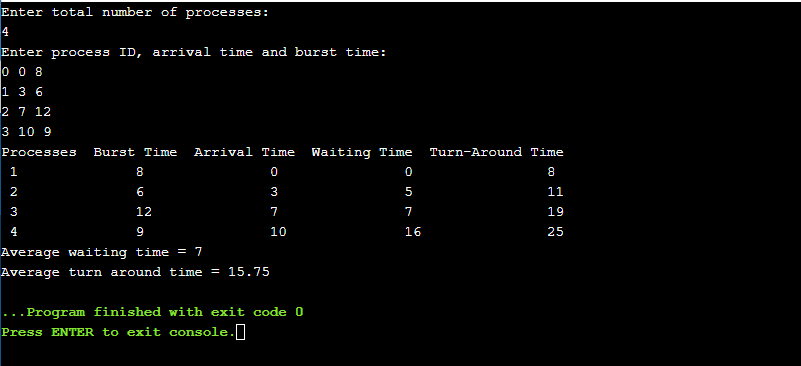 Enter total number of processes:
4
Enter process ID, arrival time and burst time:
0 0 8
1 3 6
2 7 12
3 10 9
Processes  Burst Time  Arrival Time  Waiting Time  Turn-Around Time
1 8 0 0 8
2 6 3 5 11
3 12 7 7 19
4 9 10 16 25
Average waiting time = 7
Average turn around time = 15.75
...Program finished with exit code 0
Press ENTER to exit console.